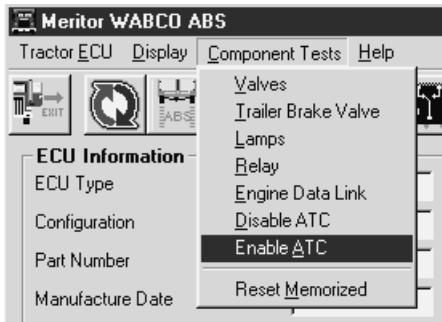 Meritor WABCO ABS
Tractor ECU Display Component Tests Help
EXIT
ABS
Valves
Trailer Brake Valve
Lamps
Relay
Engine Data Link
Disable ATC
Enable ATC
Reset Memorized
ECU Information
ECU Type
Configuration
Part Number
Manufacture Date